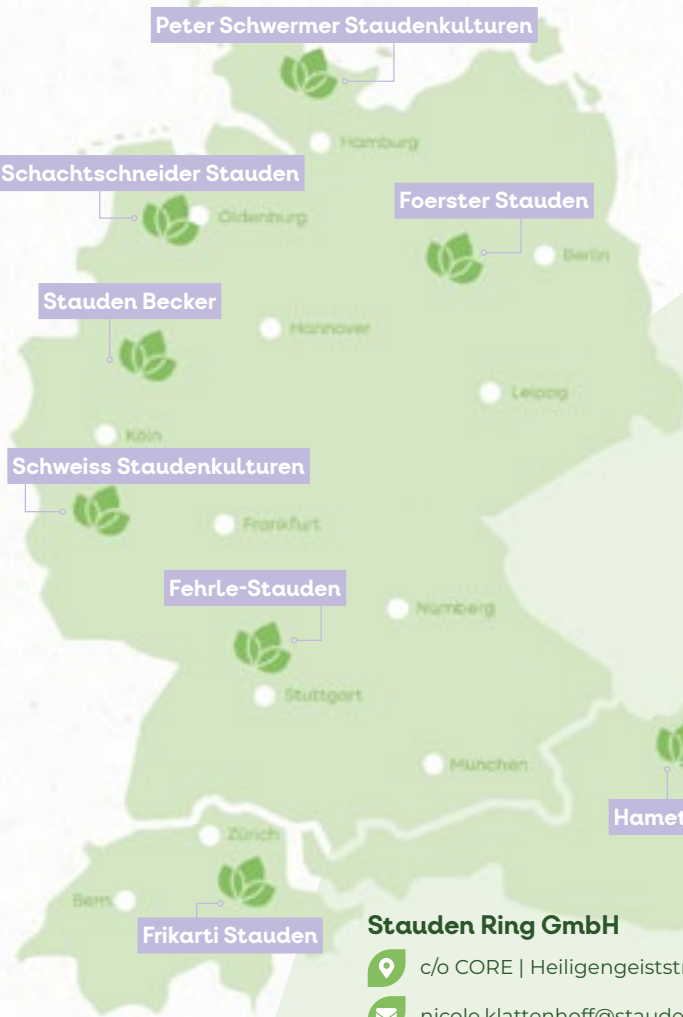 Peter Schwermer Staudenkulturen
Hamburg
Schachtschneider Stauden
Foerster Stauden
Oldenburg
Berlin
Stauden Becker
Hannover
Leipzig
Köln
Schweiss Staudenkulturen
Frankfurt
Fehrle-Stauden
Nürnberg
Stuttgart
München
Zürich
Bern
Frikarti Stauden
Stauden Ring GmbH
c/o CORE |